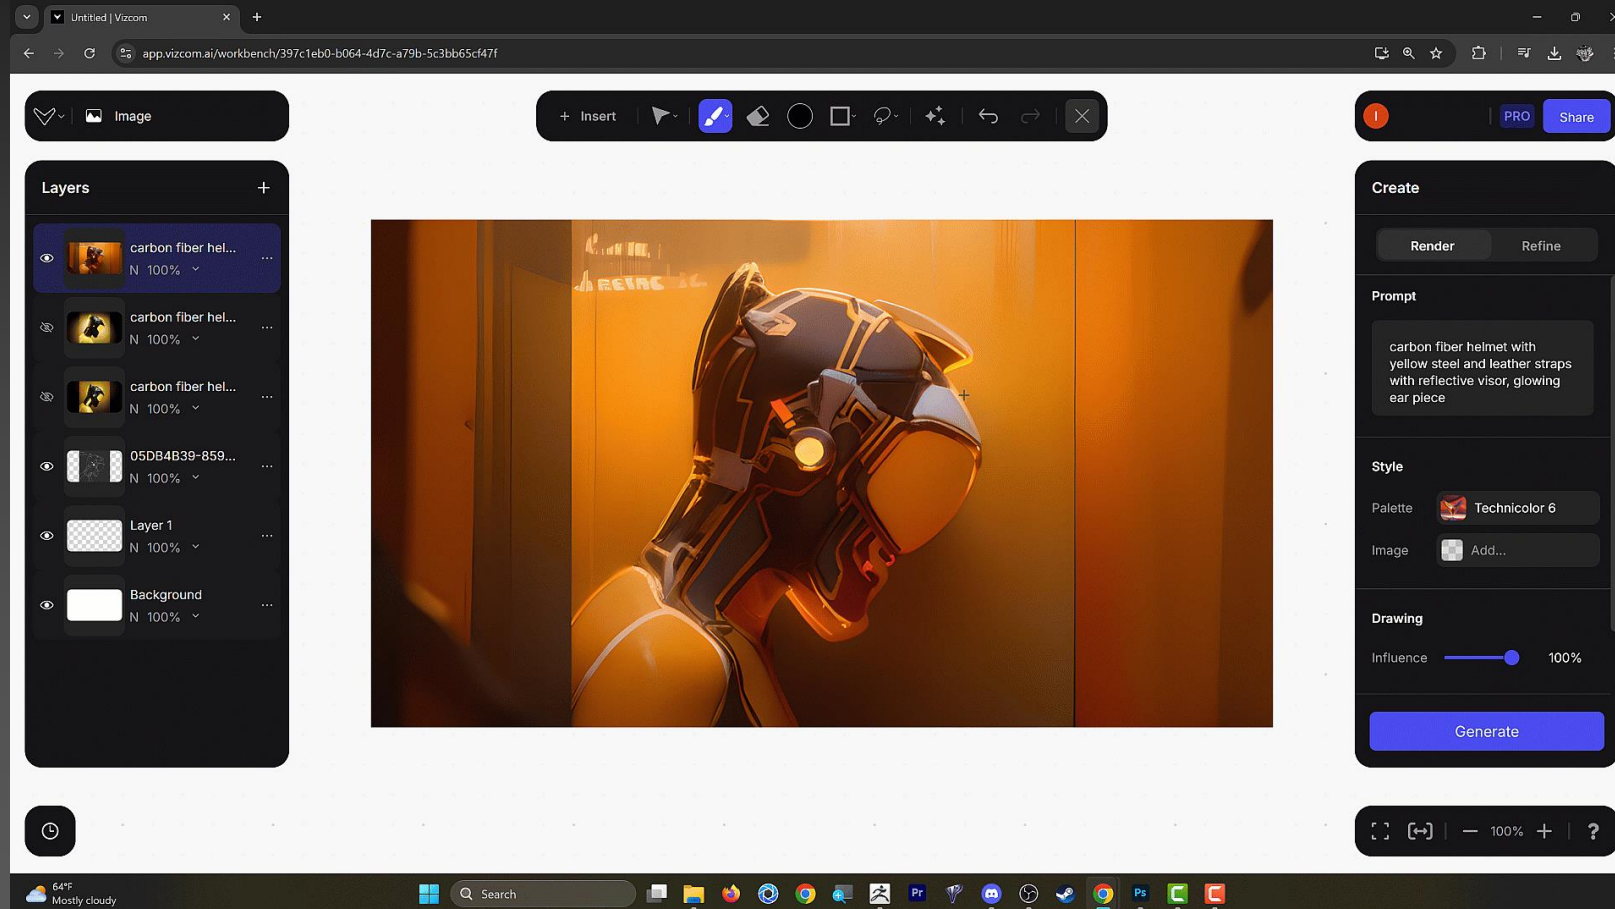 Untitled | Vizcom
app.vizcom.ai/workbench/397c1eb0-b064-4d7c-a79b-5c3bb65cf47f
Image
Insert
I
PRO
Share
Layers
carbon fiber hel...
N 100%
carbon fiber hel...
N 100%
carbon fiber hel...
N 100%
05DB4B39-859...
N 100%
Layer 1
N 100%
Background
N 100%
Create
Render
Refine
Prompt
carbon fiber helmet with
yellow steel and leather straps
with reflective visor, glowing
ear piece
Style
Palette
Technicolor 6
Image
Add...
Drawing
Influence
100%
Generate
100%
?
64°F
Mostly cloudy
Search
Pr
Ps